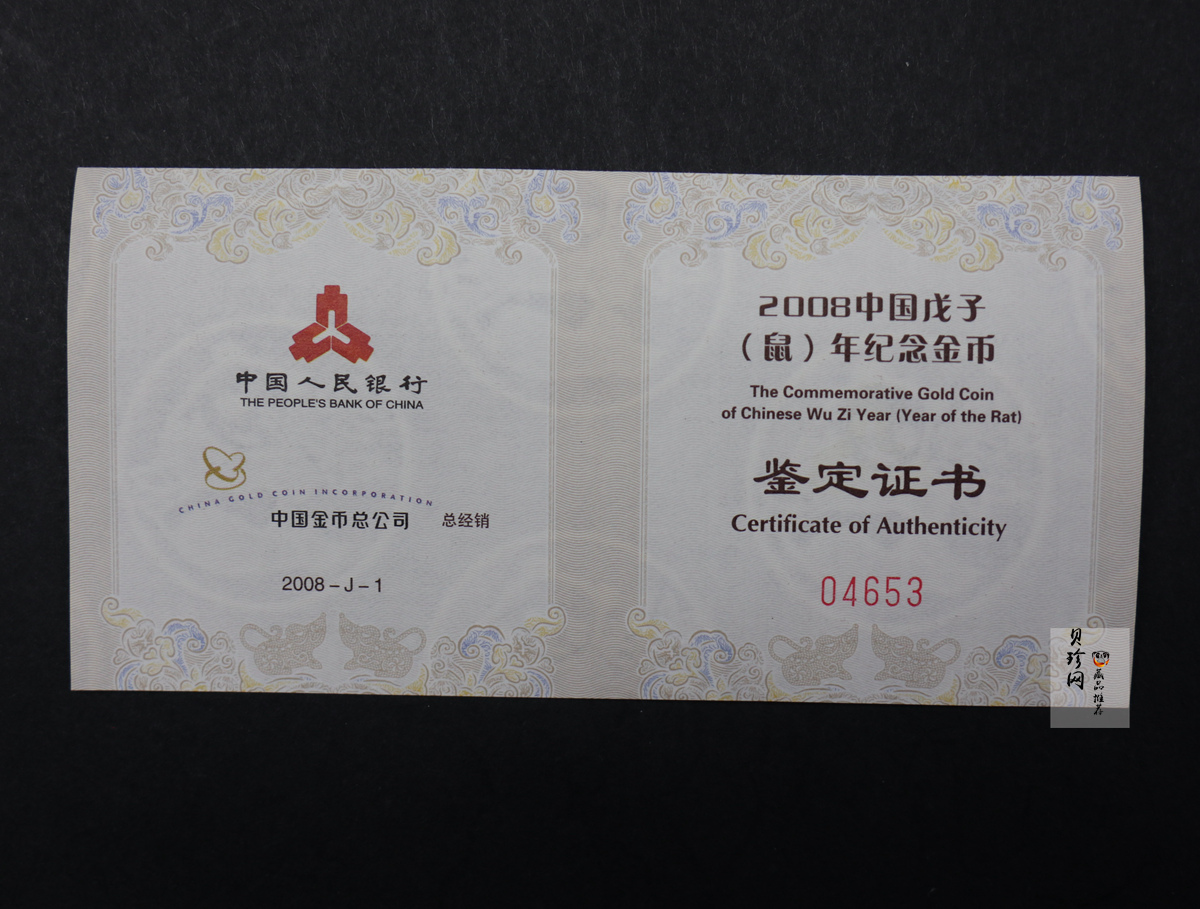 中国人民银行
THE PEOPLE'S BANK OF CHINA
CHINA GOLD COIN INCORPORATION
中国金币总公司 总经销
2008-J-1
2008中国戊子
（鼠）年纪念金币
The Commemorative Gold Coin
of Chinese Wu Zi Year (Year of the Rat)
鉴定证书
Certificate of Authenticity
04653
贝珍网
藏品推荐